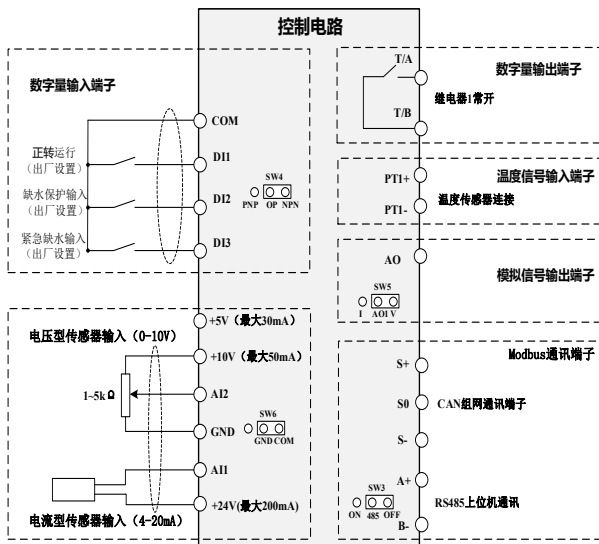 控制电路
数字量输入端子
COM
正转运行
（出厂设置）
DI1
缺水保护输入
（出厂设置）
DI2
紧急缺水输入
（出厂设置）
DI3
SW4
PNP OP NPN
电压型传感器输入（0-10V）
+5V（最大30mA）
+10V（最大50mA）
1~5kΩ
AI2
GND
SW6
GND COM
AI1
+24V(最大200mA)
电流型传感器输入（4-20mA）
T/A
数字量输出端子
继电器1常开
T/B
PT1+
温度信号输入端子
温度传感器连接
PT1-
AO
模拟信号输出端子
SW5
I AO1 V
Modbus通讯端子
S+
S0
CAN组网通讯端子
S-
A+
SW3
ON 485 OFF
RS485上位机通讯
B-